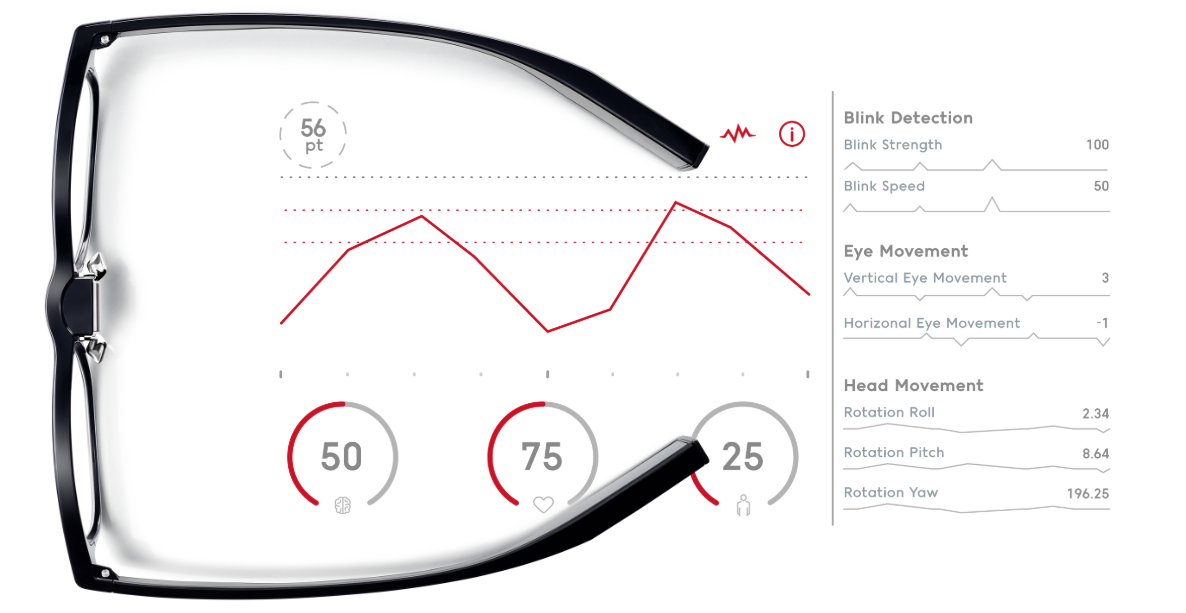 56
pt
Blink Detection
Blink Strength 100
Blink Speed 50
Eye Movement
Vertical Eye Movement 3
Horizonal Eye Movement -1
Head Movement
Rotation Roll 2.34
Rotation Pitch 8.64
Rotation Yaw 196.25
50 75 25